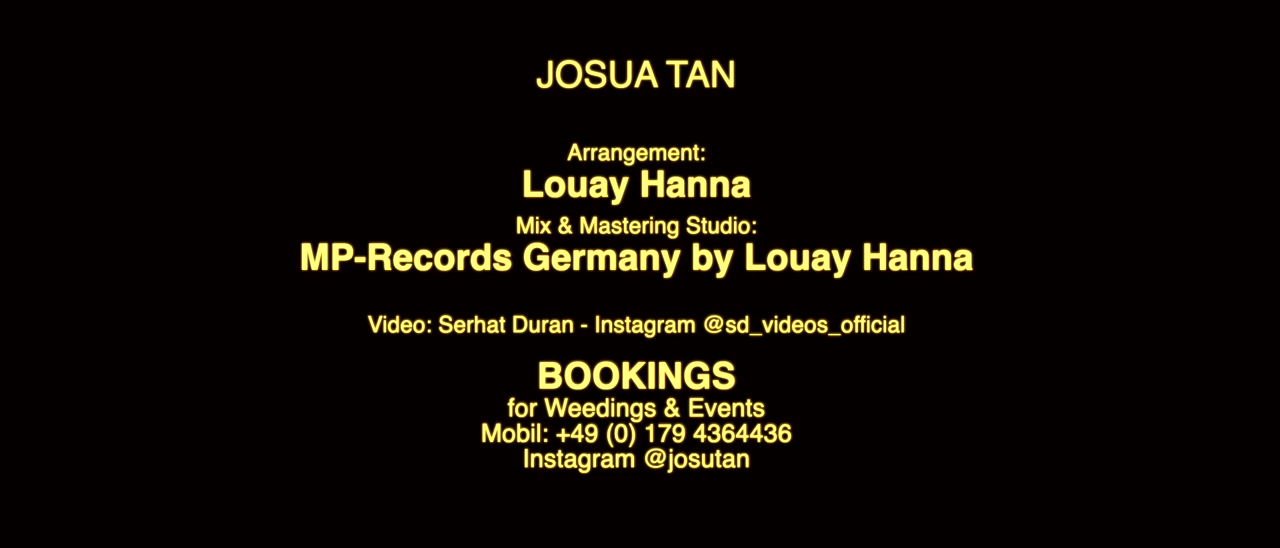 JOSUA TAN
Arrangement:
Louay Hanna
Mix & Mastering Studio:
MP-Records Germany by Louay Hanna
Video: Serhat Duran - Instagram @sd_videos_official
BOOKINGS
for Weedings & Events
Mobil: +49 (0) 179 4364436
Instagram @josutan